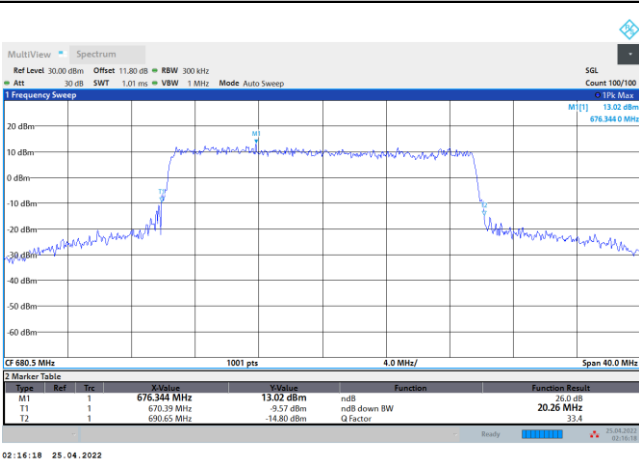 MultiView Spectrum
Ref Level 30.00 dBm Offset 11.80 dB RBW 300 kHz SGL
Att 30 dB SWT 1.01 ms VBW 1 MHz Mode Auto Sweep Count 100/100
1 Frequency Sweep 1Pk Max
M1[1] 13.02 dBm
676.344 0 MHz
20 dBm
M1
10 dBm
0 dBm
-10 dBm
-20 dBm
-30 dBm
-40 dBm
-50 dBm
-60 dBm
CF 680.5 MHz 1001 pts 4.0 MHz/ Span 40.0 MHz
2 Marker Table
Type Ref Trc X-Value Y-Value Function Function Result
M1 1 676.344 MHz 13.02 dBm ndB 26.0 dB
T1 1 670.39 MHz -9.57 dBm ndB down BW 20.26 MHz
T2 1 690.65 MHz -14.80 dBm Q Factor 33.4
Ready 25.04.2022
02:16:18
02:16:18 25.04.2022